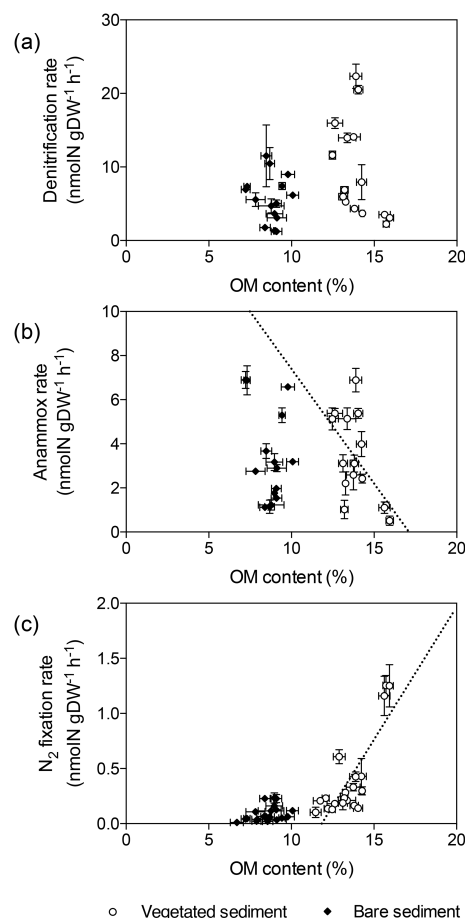 (a)
Denitrification rate
(nmolN gDW⁻¹ h⁻¹)
30
20
10
0
0 5 10 15 20
OM content (%)
(b)
Anammox rate
(nmolN gDW⁻¹ h⁻¹)
10
8
6
4
2
0
0 5 10 15 20
OM content (%)
(c)
N₂ fixation rate
(nmolN gDW⁻¹ h⁻¹)
2.0
1.5
1.0
0.5
0.0
0 5 10 15 20
OM content (%)
Vegetated sediment Bare sediment